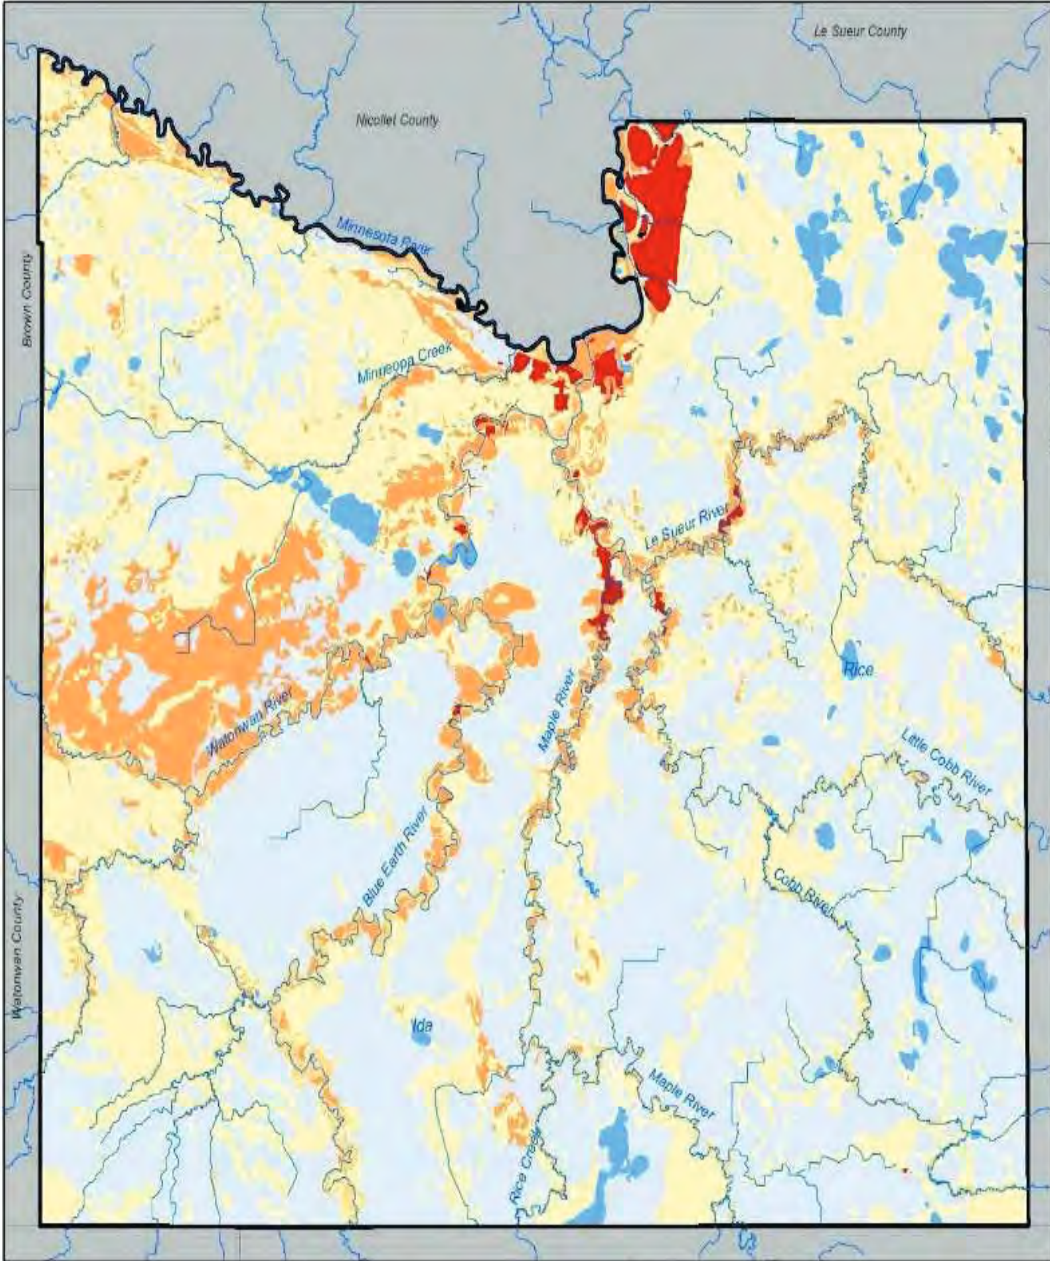 Le Sueur County
Nicollet County
Minnesota River
Brown County
Minneopa Creek
Le Sueur River
Rice
Watonwan River
Maple River
Little Cobb River
Blue Earth River
Cobb River
Watonwan County
Ida
Maple River
Rice Creek